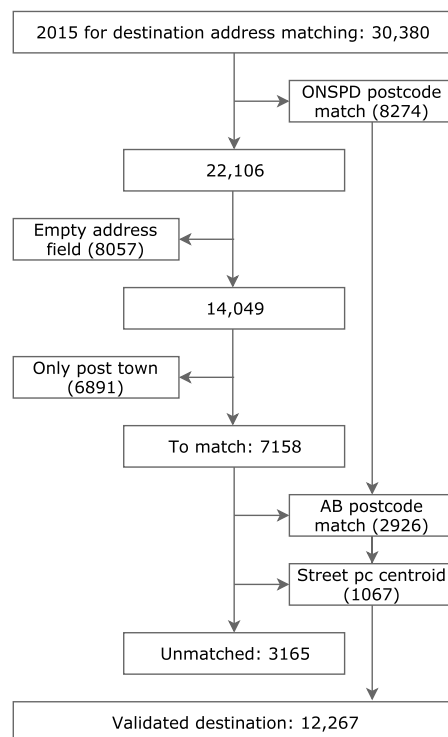 2015 for destination address matching: 30,380
ONSPD postcode
match (8274)
22,106
Empty address
field (8057)
14,049
Only post town
(6891)
To match: 7158
AB postcode
match (2926)
Street pc centroid
(1067)
Unmatched: 3165
Validated destination: 12,267